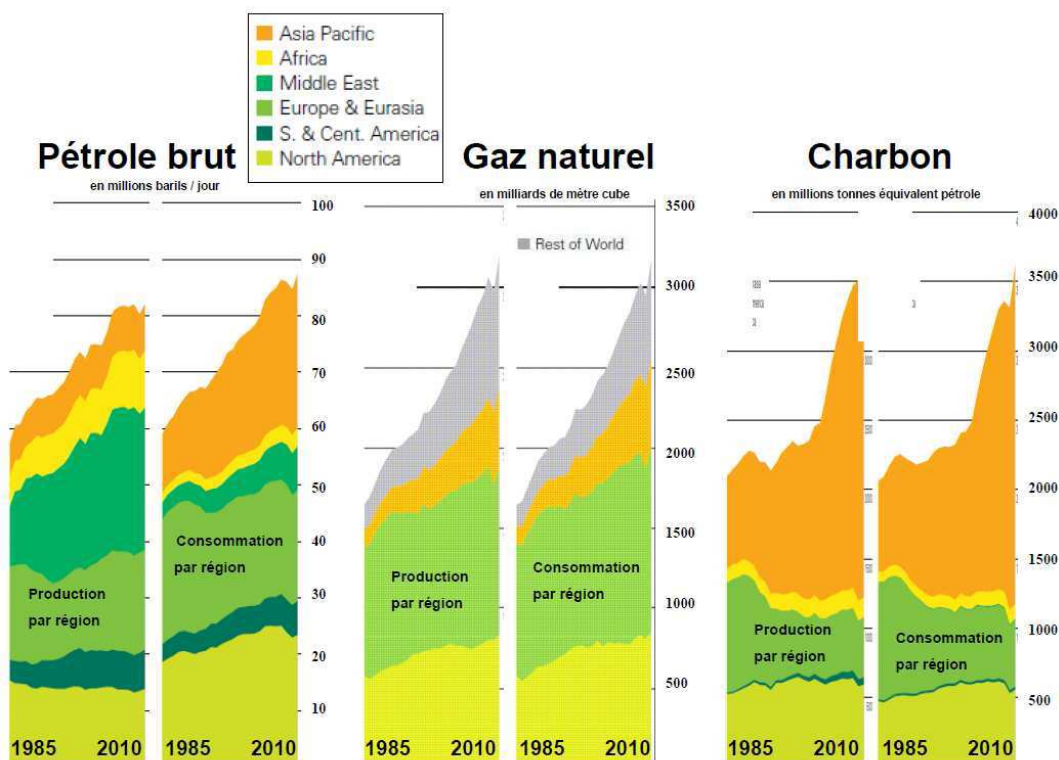 Asia Pacific
Africa
Middle East
Europe & Eurasia
S. & Cent. America
North America
Pétrole brut
en millions barils / jour
100
90
80
70
60
50
40
30
20
10
Production
par région
Consommation
par région
1985 2010
1985 2010
Gaz naturel
en milliards de mètre cube
3500
Rest of World
3000
2500
2000
1500
1000
500
Production
par région
Consommation
par région
1985 2010
1985 2010
Charbon
en millions tonnes équivalent pétrole
4000
3500
3000
2500
2000
1500
1000
500
Production
par région
Consommation
par région
1985 2010
1985 2010